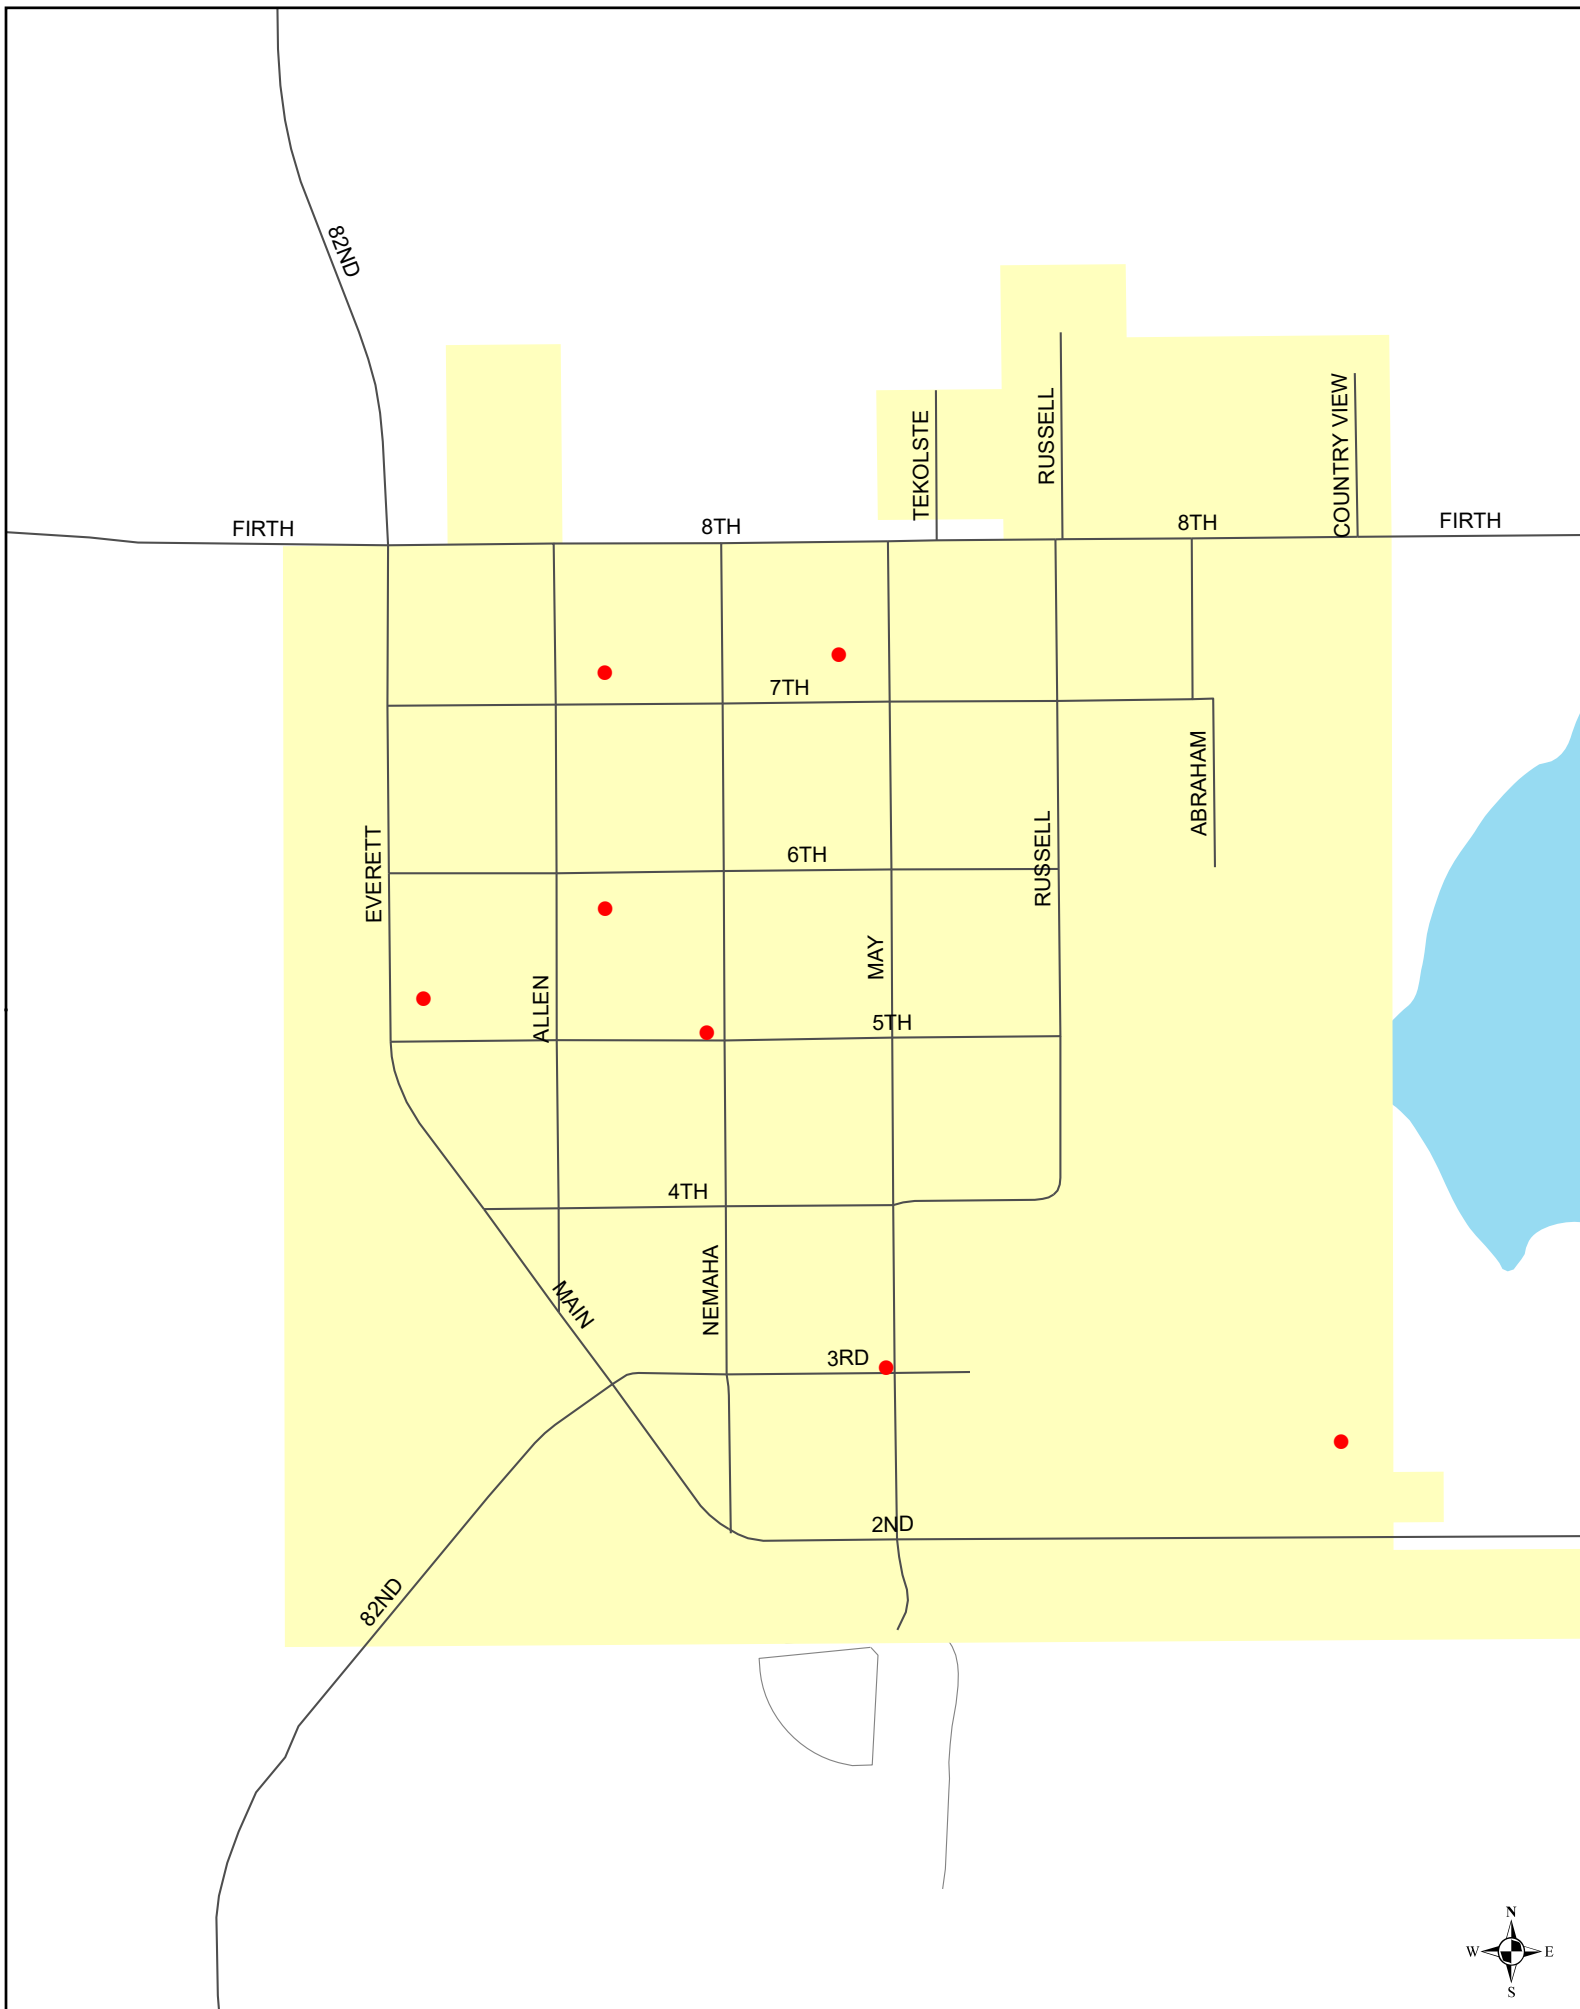 82ND
TEKOLSTE
RUSSELL
COUNTRY VIEW
FIRTH
8TH
8TH
FIRTH
7TH
ABRAHAM
EVERETT
6TH
RUSSELL
ALLEN
MAY
5TH
4TH
MAIN
NEMAHA
3RD
2ND
82ND
N
W E
S